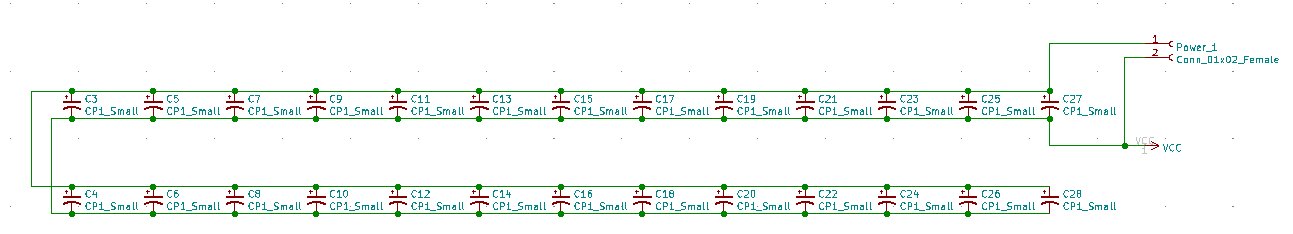 1
Power_1
2
Conn_01x02_Female
C3 C5 C7 C9 C11 C13 C15 C17 C19 C21 C23 C25 C27
CP1_Small CP1_Small CP1_Small CP1_Small CP1_Small CP1_Small CP1_Small CP1_Small CP1_Small CP1_Small CP1_Small CP1_Small CP1_Small
VCC
1
VCC
C4 C6 C8 C10 C12 C14 C16 C18 C20 C22 C24 C26 C28
CP1_Small CP1_Small CP1_Small CP1_Small CP1_Small CP1_Small CP1_Small CP1_Small CP1_Small CP1_Small CP1_Small CP1_Small CP1_Small